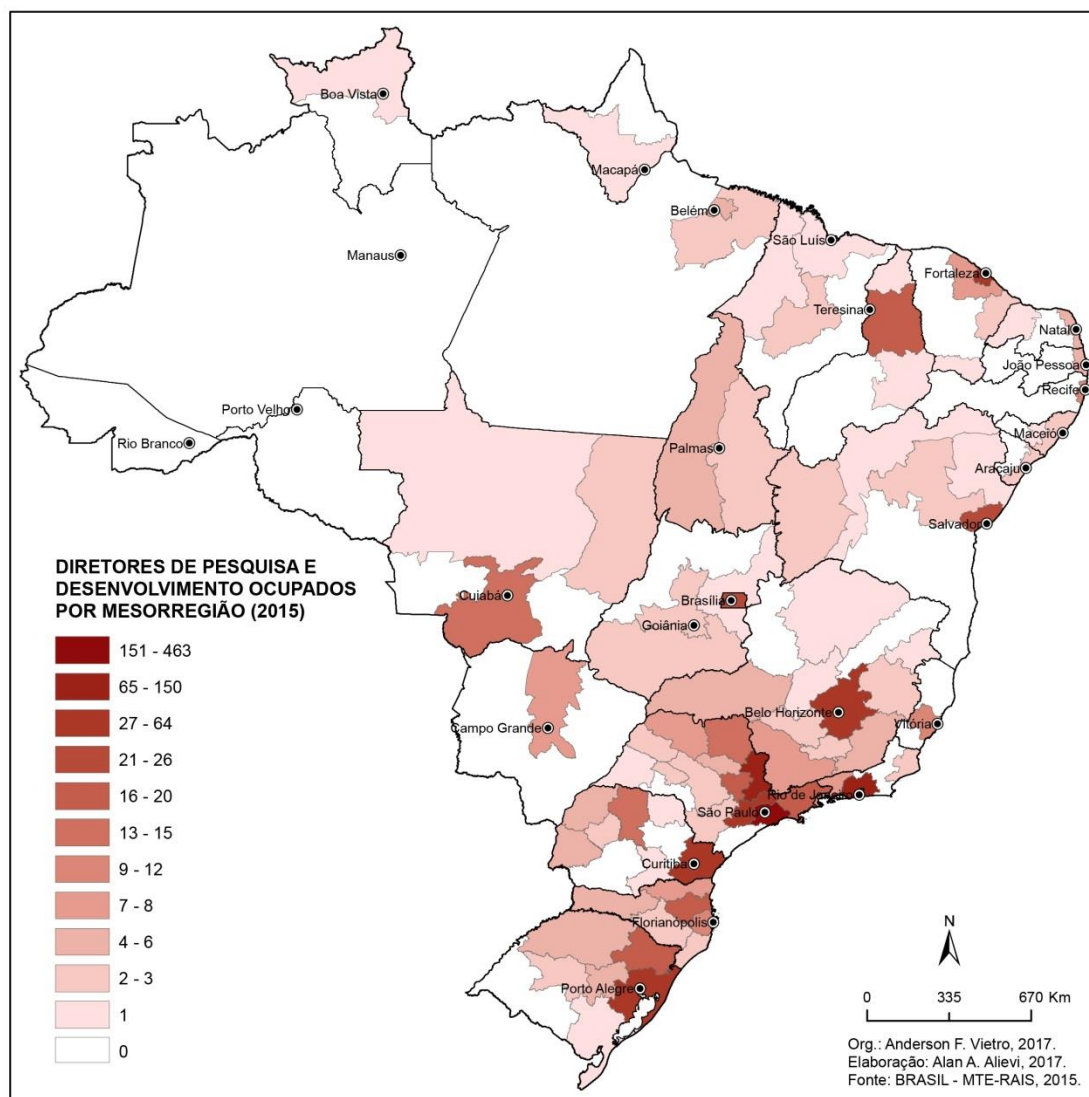 Boa Vista
Macapá
Belém
São Luís
Manaus
Fortaleza
Teresina
Natal
João Pessoa
Recife
Porto Velho
Maceió
Rio Branco
Palmas
Aracaju
Salvador
DIRETORES DE PESQUISA E
DESENVOLVIMENTO OCUPADOS
POR MESORREGIÃO (2015)
Cuiabá
Brasília
Goiânia
151 - 463
65 - 150
27 - 64
21 - 26
16 - 20
13 - 15
9 - 12
7 - 8
4 - 6
2 - 3
1
0
Belo Horizonte
Vitória
Campo Grande
Rio de Janeiro
São Paulo
Curitiba
Florianópolis
Porto Alegre
N
0 335 670 Km
Org.: Anderson F. Vietro, 2017.
Elaboração: Alan A. Alievi, 2017.
Fonte: BRASIL - MTE-RAIS, 2015.